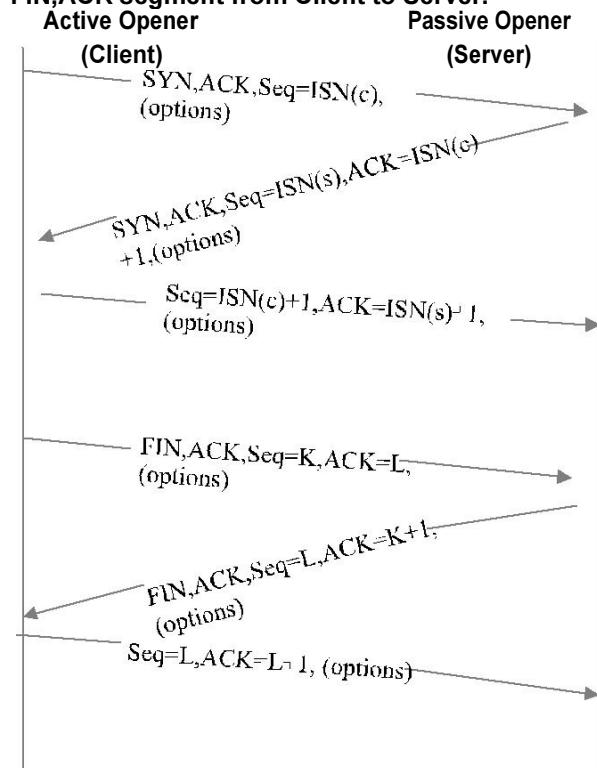 FIN,ACK segment from Client to Server.
Active Opener
(Client)
Passive Opener
(Server)
SYN,ACK,Seq=ISN(c),
(options)
SYN,ACK,Seq=ISN(s),ACK=ISN(c)
+1,(options)
Seq=ISN(c)+1,ACK=ISN(s)+1,
(options)
FIN,ACK,Seq=K,ACK=L,
(options)
FIN,ACK,Seq=L,ACK=K+1,
(options)
Seq=L,ACK=L+1, (options)